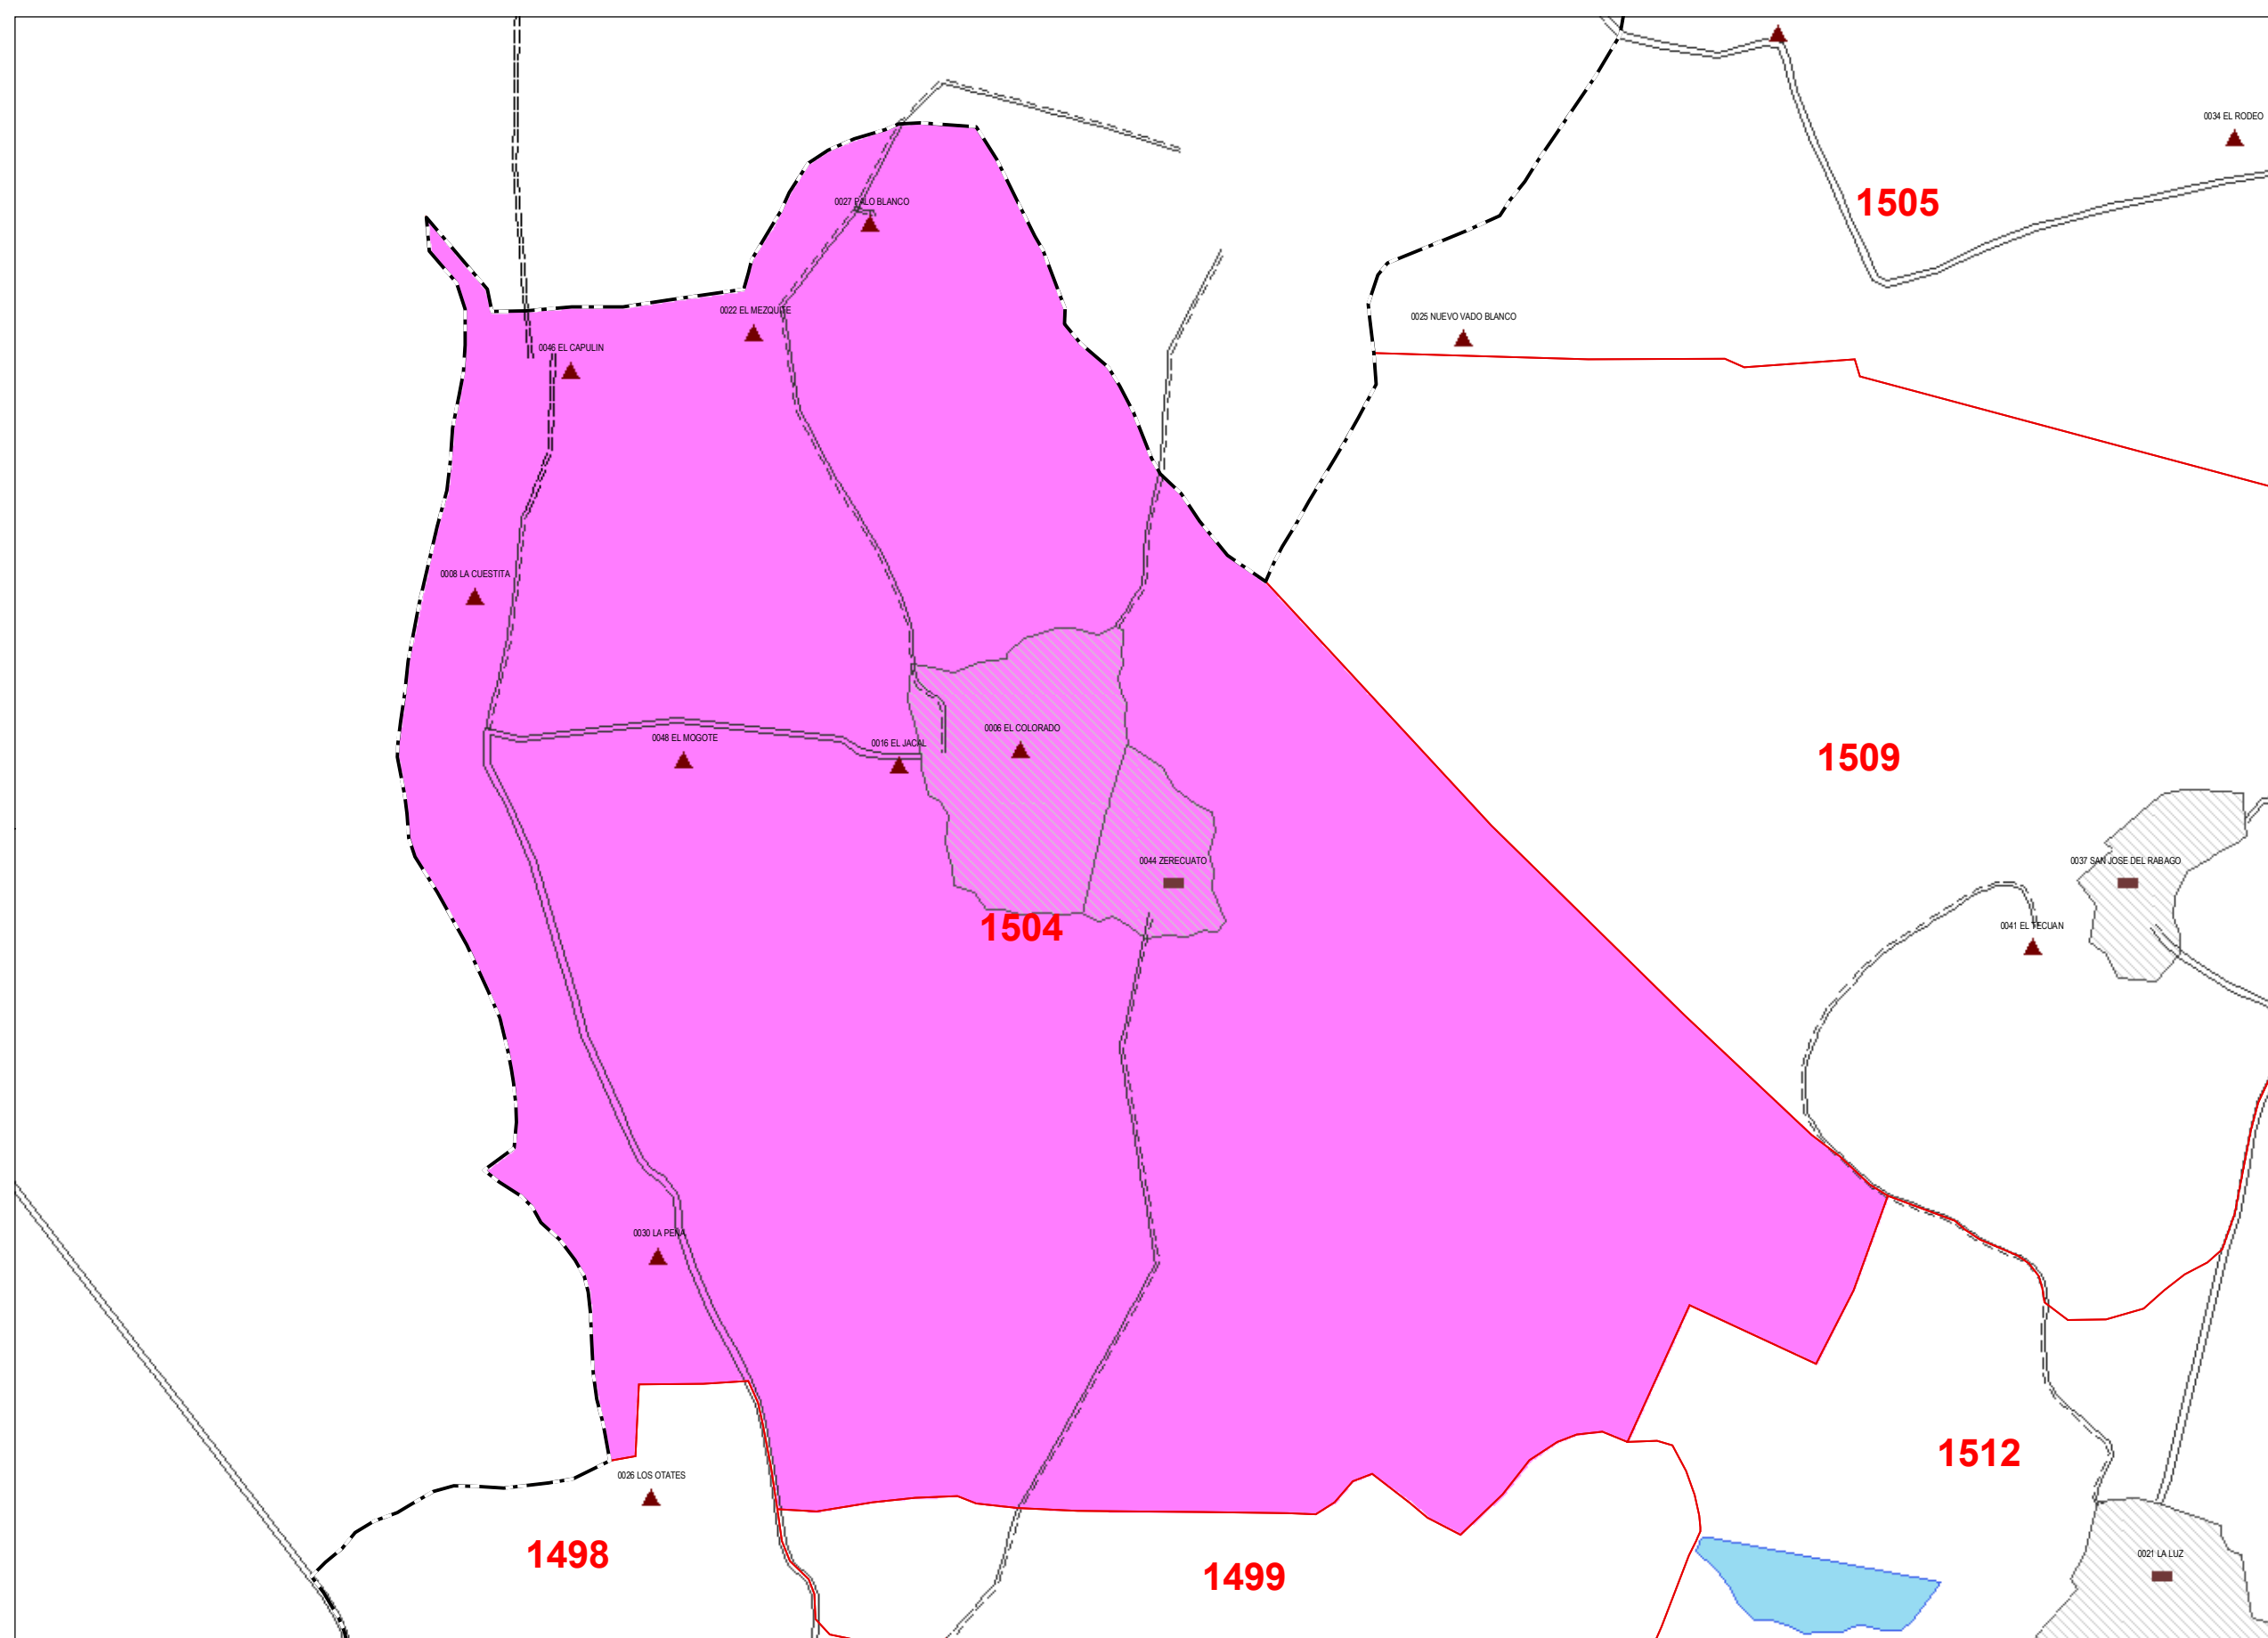 0034 EL RODEO
1505
0027 PALO BLANCO
0022 EL MEZQUITE
0025 NUEVO VADO BLANCO
0046 EL CAPULIN
0008 LA CUESTITA
0048 EL MOGOTE
0016 EL JACAL
0006 EL COLORADO
1509
0044 ZERECUATO
0037 SAN JOSE DEL RABAGO
1504
0041 EL TECUAN
0030 LA PEÑA
1512
0026 LOS OTATES
1498
1499
0021 LA LUZ